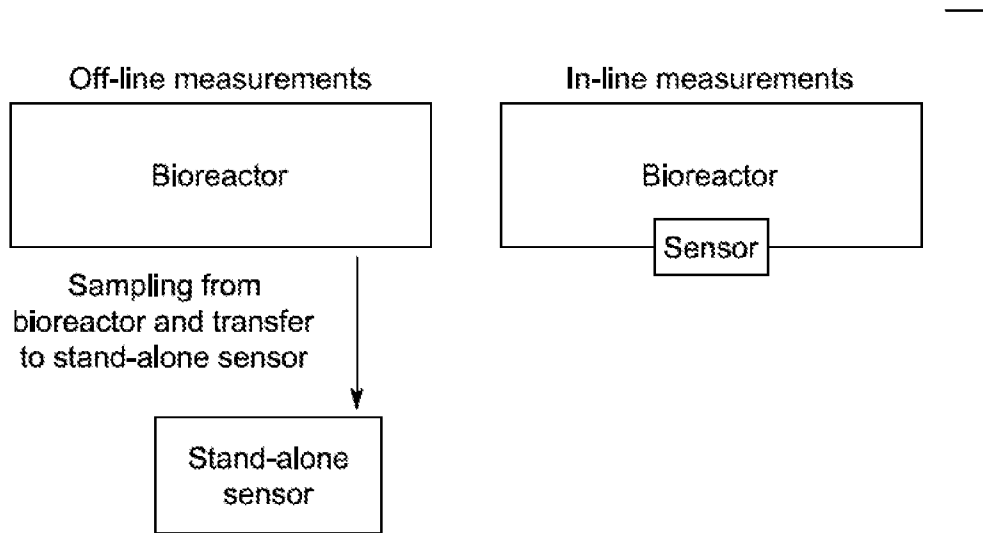 Off-line measurements
Bioreactor
Sampling from
bioreactor and transfer
to stand-alone sensor
Stand-alone
sensor
In-line measurements
Bioreactor
Sensor